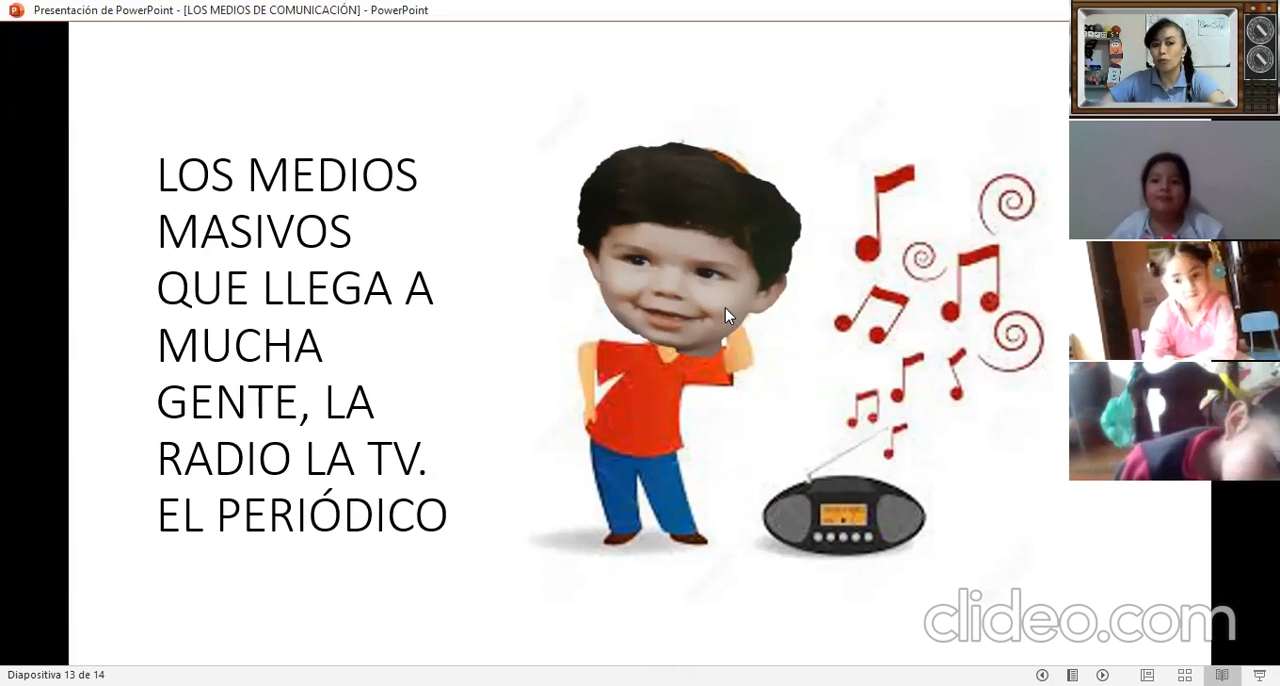 Presentación de PowerPoint - [LOS MEDIOS DE COMUNICACIÓN] - PowerPoint
LOS MEDIOS
MASIVOS
QUE LLEGA A
MUCHA
GENTE, LA
RADIO LA TV.
EL PERIÓDICO
clideo.com
Diapositiva 13 de 14